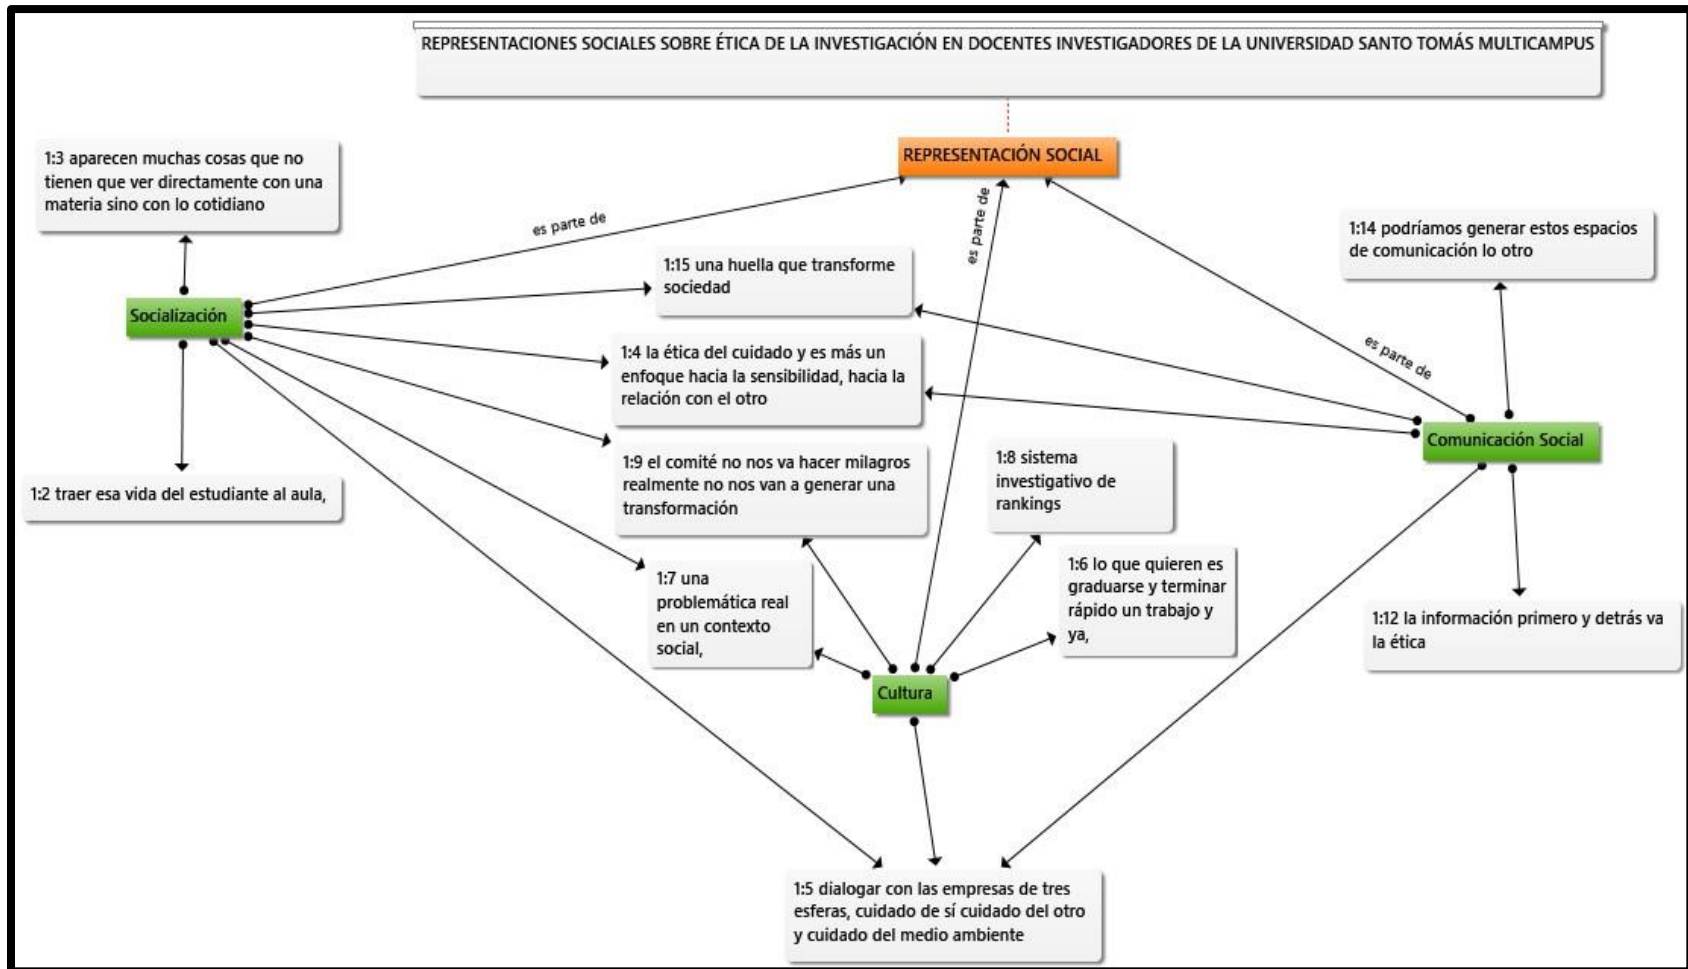 REPRESENTACIONES SOCIALES SOBRE ÉTICA DE LA INVESTIGACIÓN EN DOCENTES INVESTIGADORES DE LA UNIVERSIDAD SANTO TOMÁS MULTICAMPUS
REPRESENTACIÓN SOCIAL
1:3 aparecen muchas cosas que no
tienen que ver directamente con una
materia sino con lo cotidiano
es parte de
es parte de
1:14 podríamos generar estos espacios
de comunicación lo otro
1:15 una huella que transforme
sociedad
Socialización
1:4 la ética del cuidado y es más un
enfoque hacia la sensibilidad, hacia la
relación con el otro
es parte de
Comunicación Social
1:9 el comité no nos va hacer milagros
realmente no nos van a generar una
transformación
1:8 sistema
investigativo de
rankings
1:2 traer esa vida del estudiante al aula,
1:7 una
problemática real
en un contexto
social,
1:6 lo que quieren es
graduarse y terminar
rápido un trabajo y
ya,
1:12 la información primero y detrás va
la ética
Cultura
1:5 dialogar con las empresas de tres
esferas, cuidado de sí cuidado del otro
y cuidado del medio ambiente